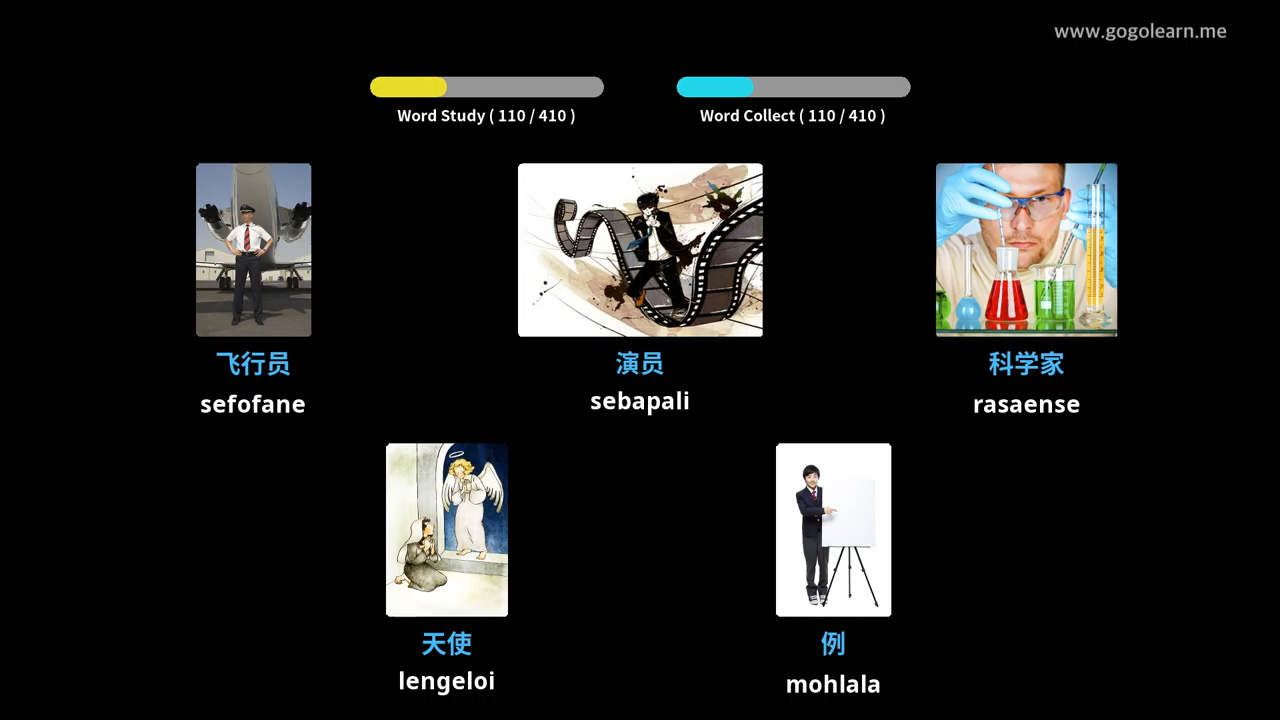 www.gogolearn.me
Word Study ( 110 / 410 )
Word Collect ( 110 / 410 )
飞行员
sefofane
演员
sebapali
科学家
rasaense
天使
lengeloi
例
mohlala